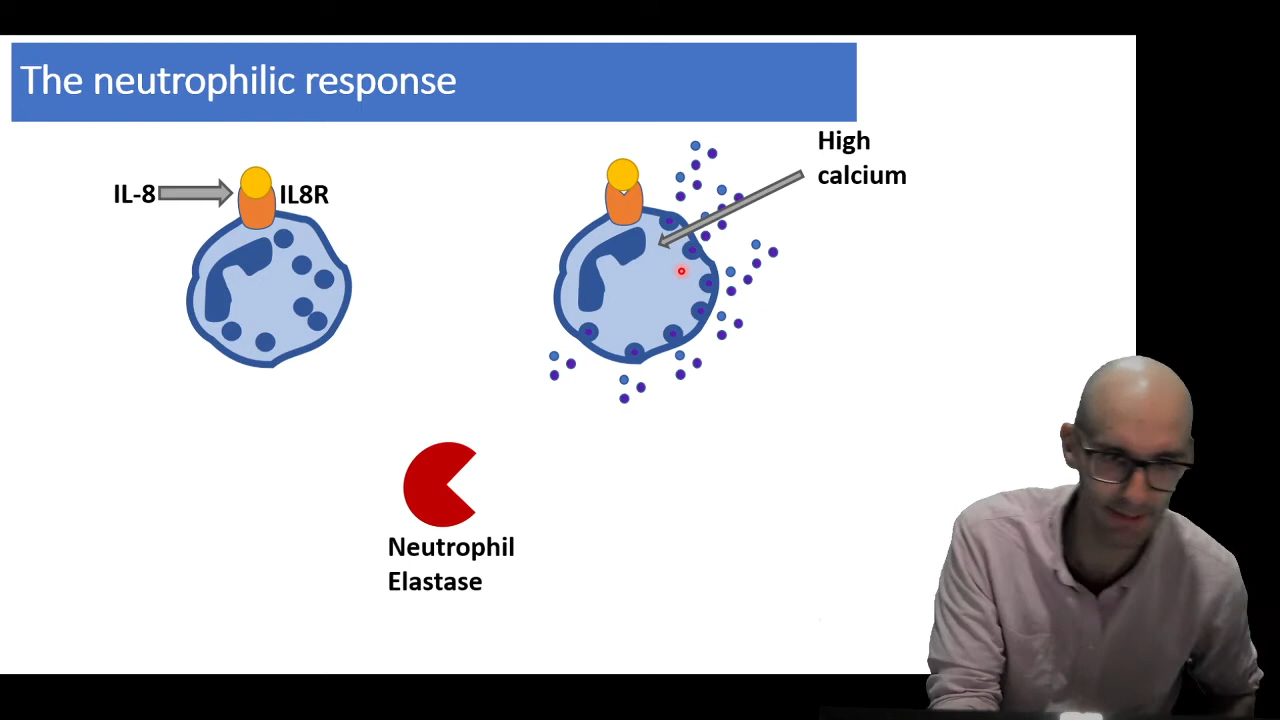 The neutrophilic response
IL-8
IL8R
High
calcium
Neutrophil
Elastase